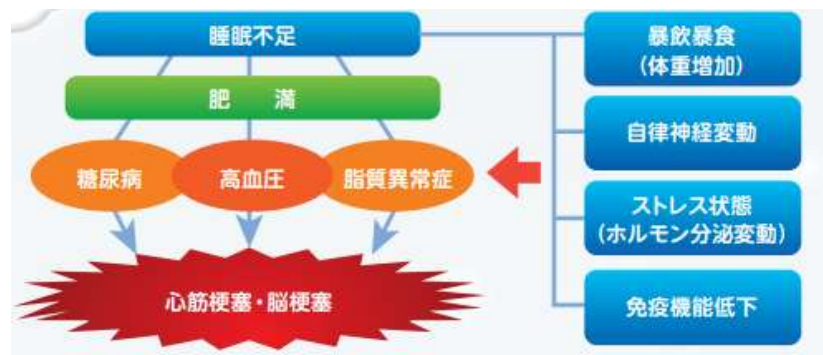 睡眠不足
肥 満
糖尿病
高血圧
脂質異常症
心筋梗塞・脳梗塞
暴飲暴食
(体重増加)
自律神経変動
ストレス状態
(ホルモン分泌変動)
免疫機能低下